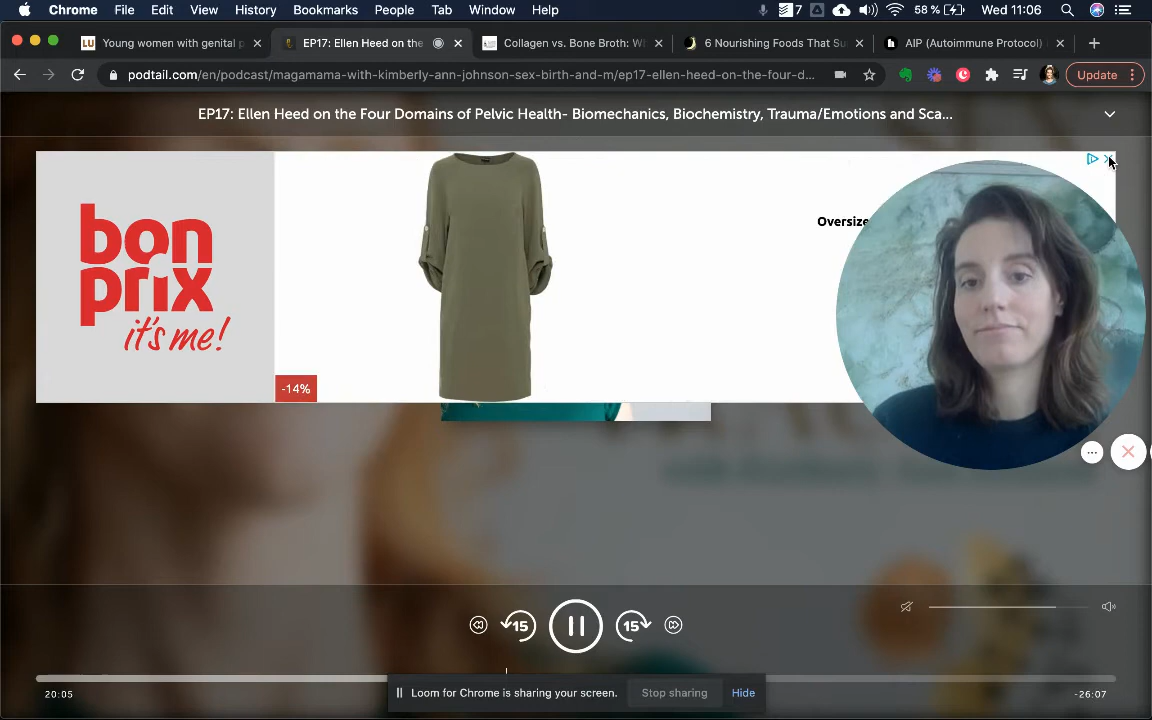 Chrome File Edit View History Bookmarks People Tab Window Help 7 58 % Wed 11:06
LU Young women with genital p EP17: Ellen Heed on the Collagen vs. Bone Broth: W 6 Nourishing Foods That Su AIP (Autoimmune Protocol)
podtail.com/en/podcast/magamama-with-kimberly-ann-johnson-sex-birth-and-m/ep17-ellen-heed-on-the-four-d... Update
EP17: Ellen Heed on the Four Domains of Pelvic Health- Biomechanics, Biochemistry, Trauma/Emotions and Sca...
bon
prix
it's me!
Oversize
-14%
15 15
20:05
Loom for Chrome is sharing your screen. Stop sharing Hide
-26:07